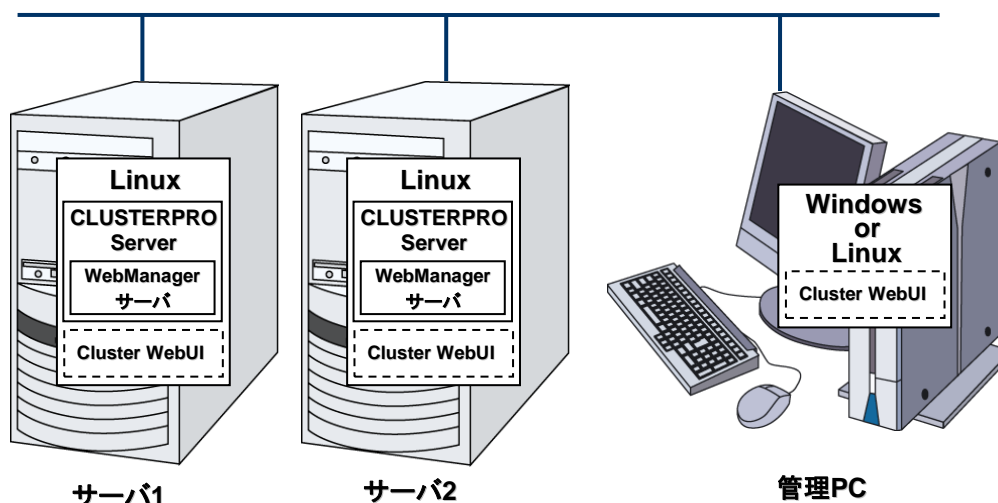 Linux
CLUSTERPRO
Server
WebManager
サーバ
Cluster WebUI
サーバ1
Linux
CLUSTERPRO
Server
WebManager
サーバ
Cluster WebUI
サーバ2
Windows
or
Linux
Cluster WebUI
管理PC